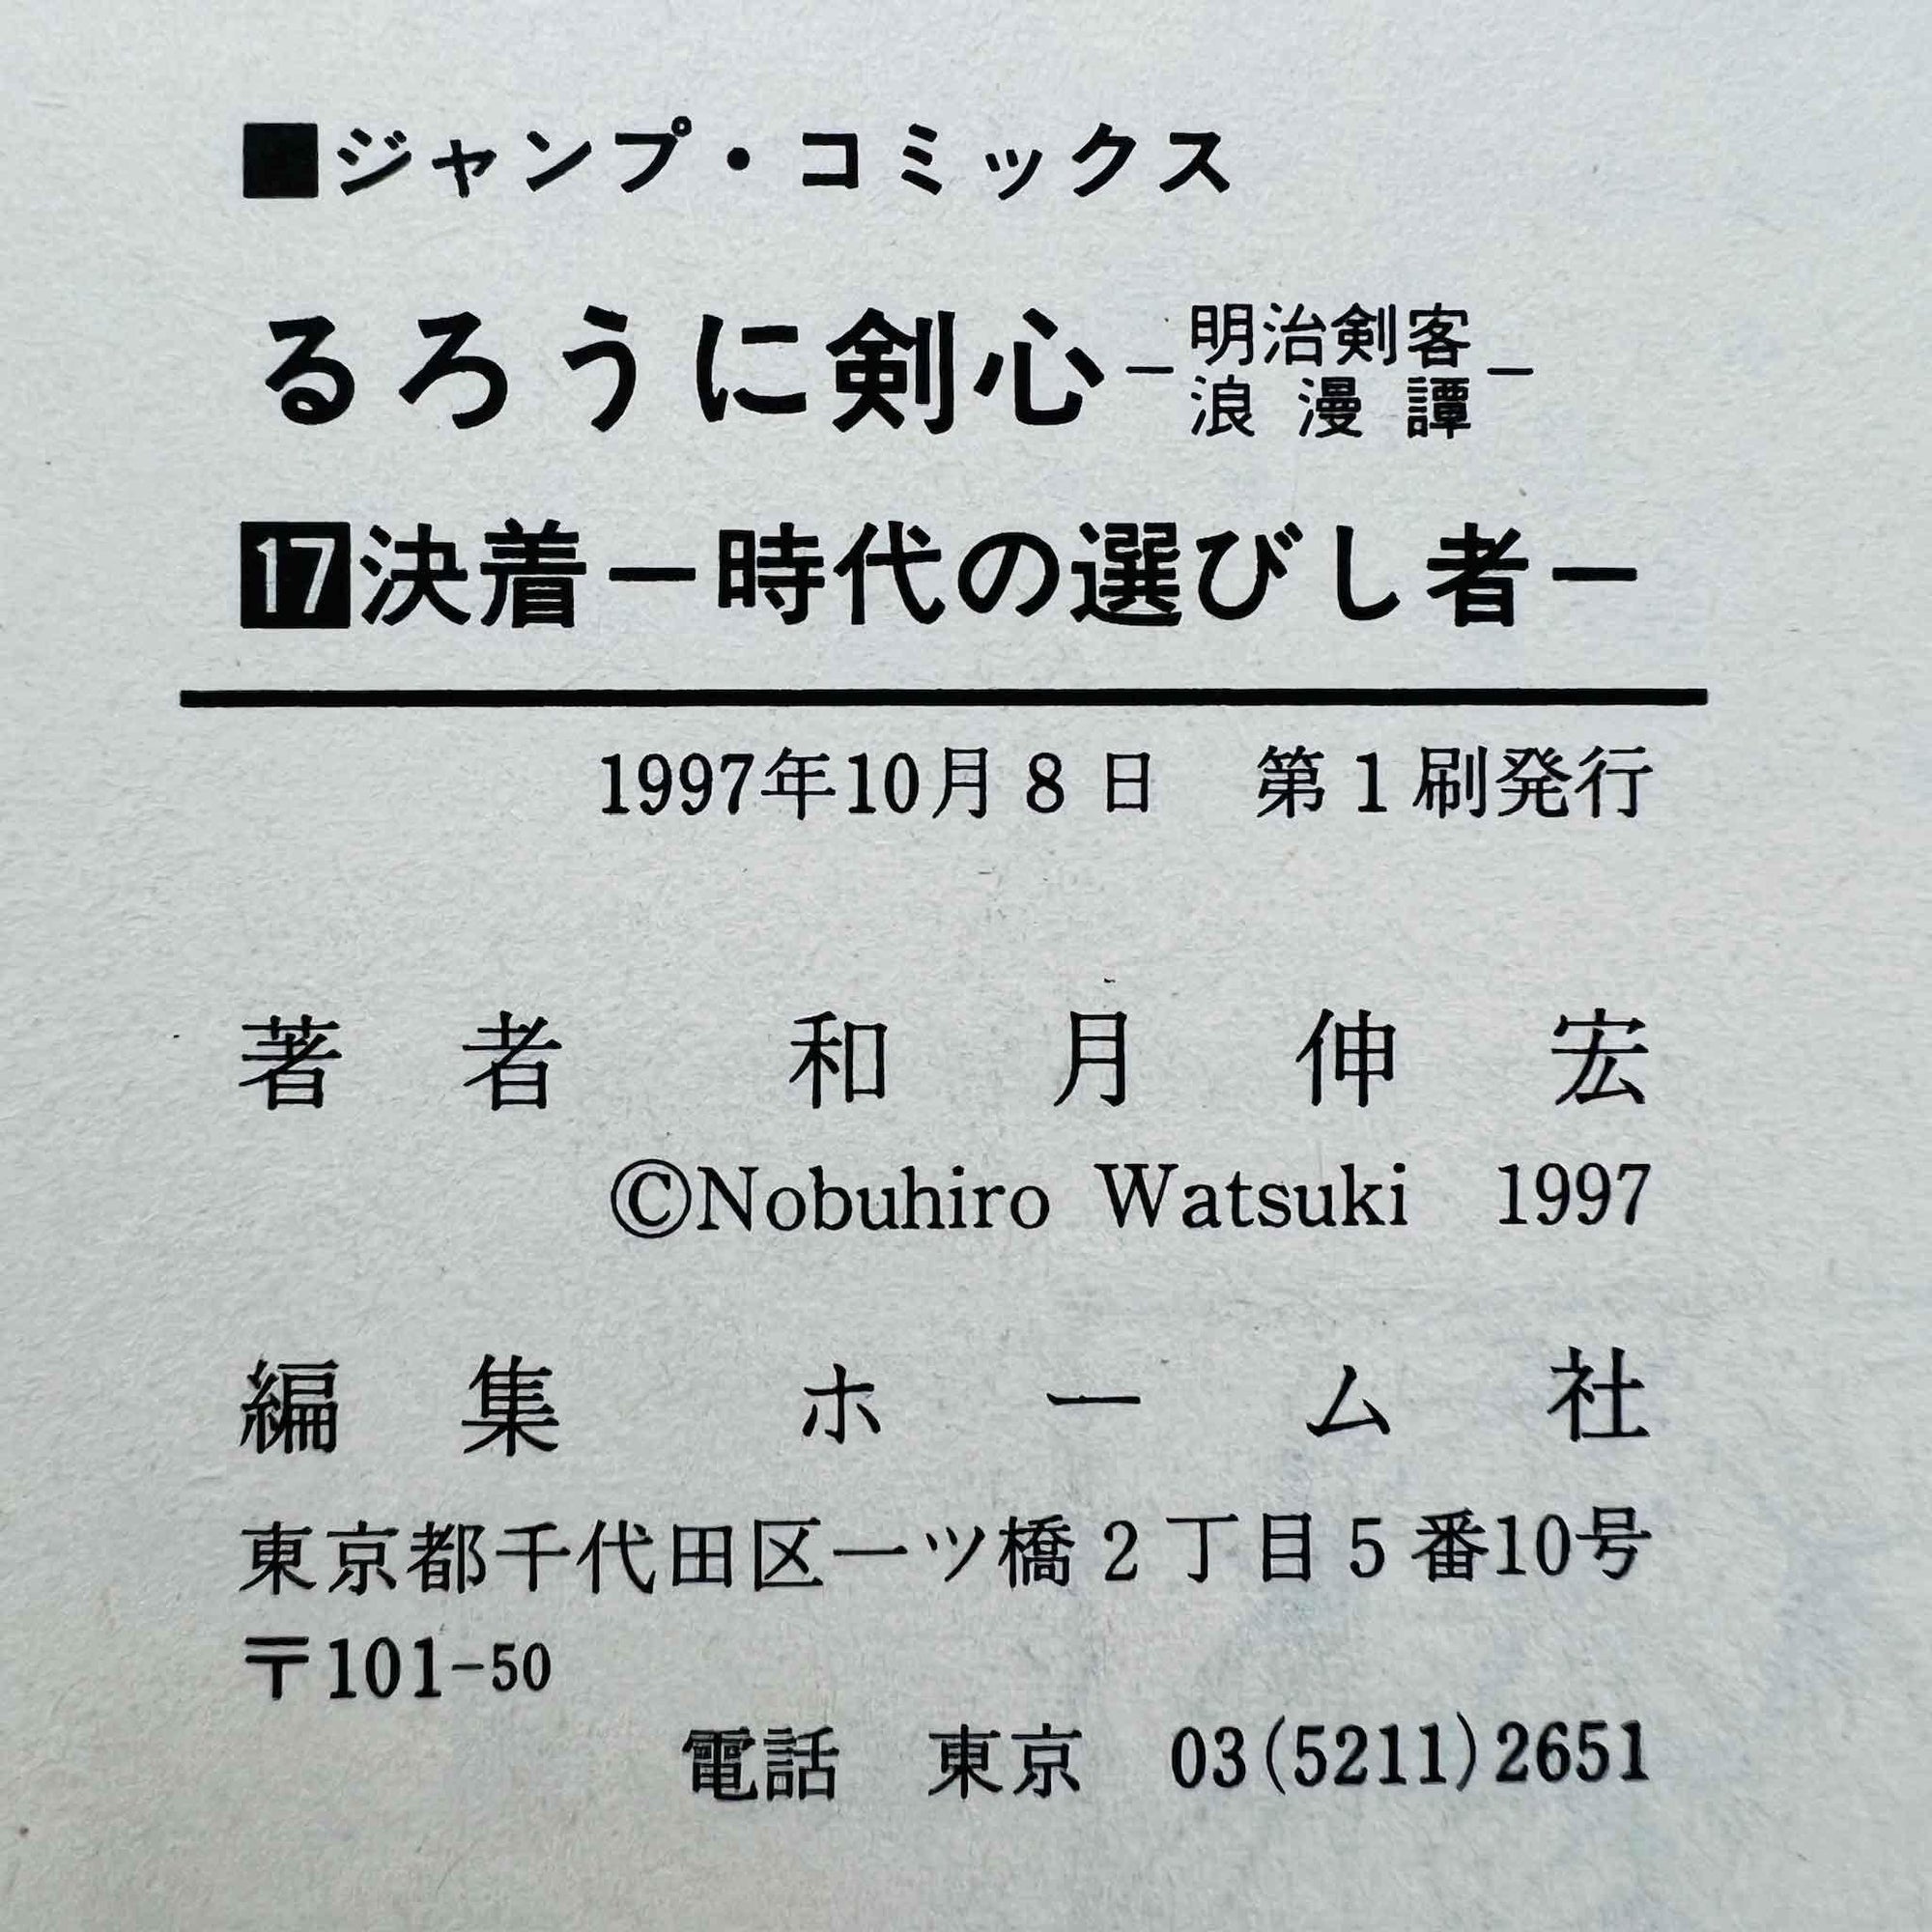 ■ジャンプ・コミックス
るろうに剣心－明治剣客浪漫譚－
17決着－時代の選びし者－
1997年10月8日　第1刷発行
著者　和月伸宏
©Nobuhiro Watsuki 1997
編集　ホーム社
東京都千代田区一ツ橋2丁目5番10号
〒101-50
電話　東京　03(5211)2651